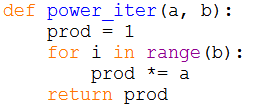 def power_iter(a, b):
    prod = 1
    for i in range(b):
        prod *= a
    return prod